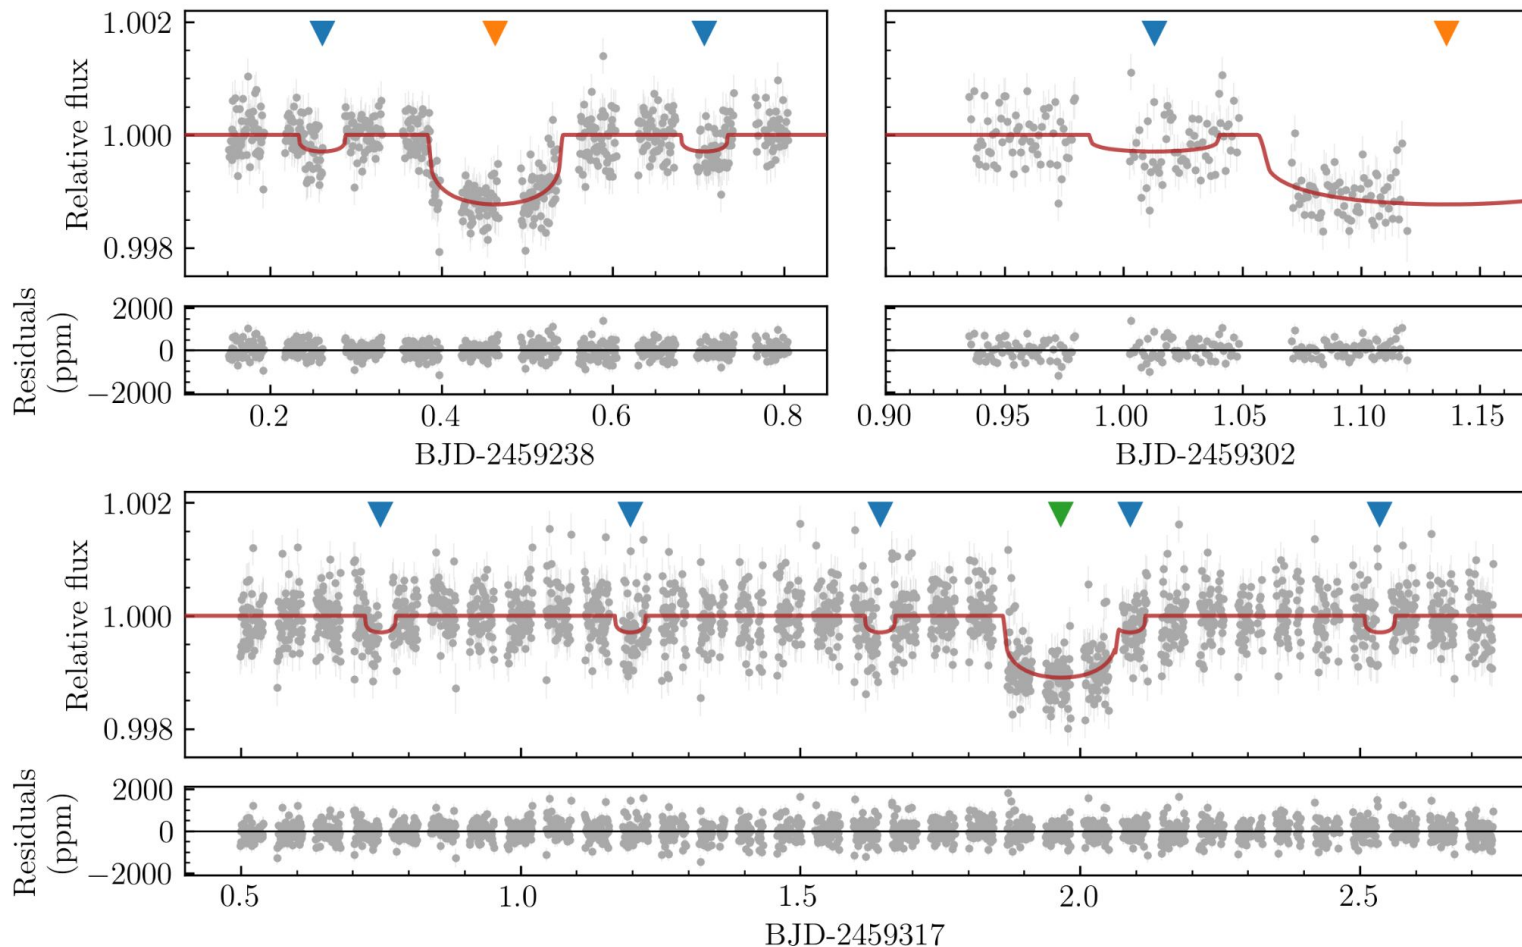 1.002
1.000
0.998
Relative flux
2000
0
−2000
Residuals
(ppm)
0.2 0.4 0.6 0.8
BJD-2459238
0.90 0.95 1.00 1.05 1.10 1.15
BJD-2459302
1.002
1.000
0.998
Relative flux
2000
0
−2000
Residuals
(ppm)
0.5 1.0 1.5 2.0 2.5
BJD-2459317